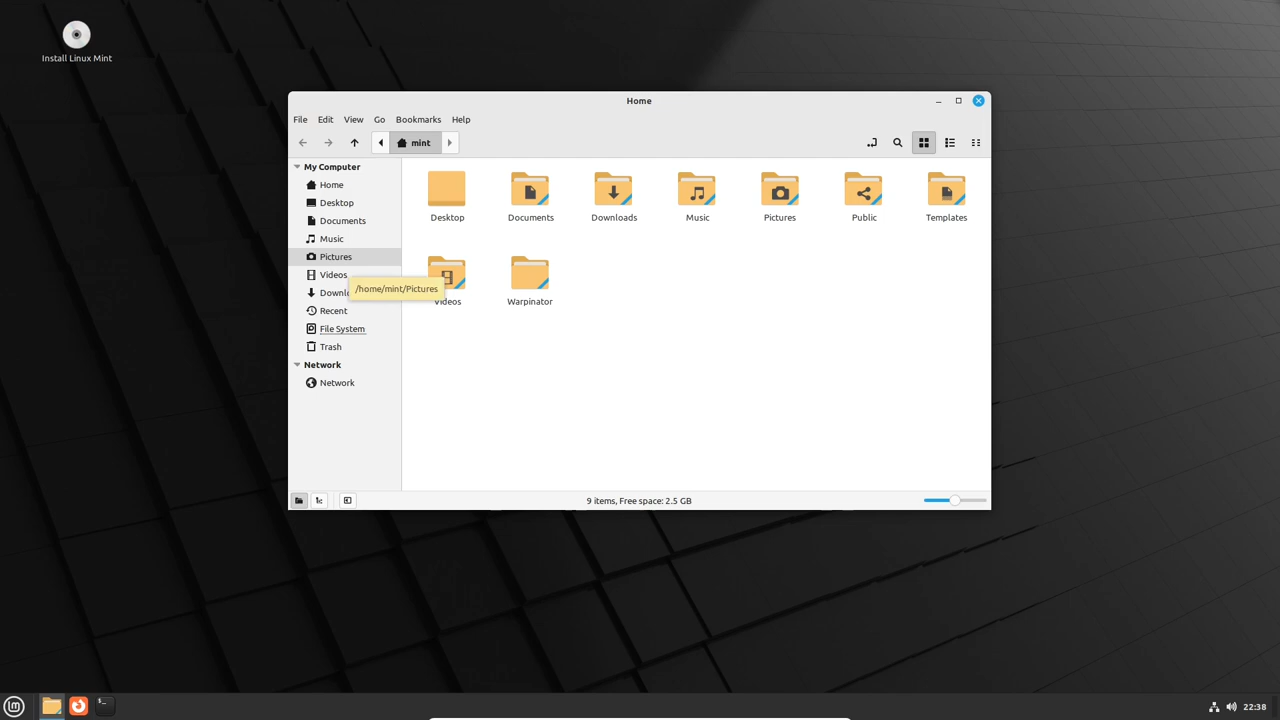 Install Linux Mint
Home
File Edit View Go Bookmarks Help
mint
My Computer
Home
Desktop
Documents
Music
Pictures
Videos
Downlo
Recent
File System
Trash
Network
Network
/home/mint/Pictures
Desktop Documents Downloads Music Pictures Public Templates
Videos Warpinator
9 items, Free space: 2.5 GB
22:38